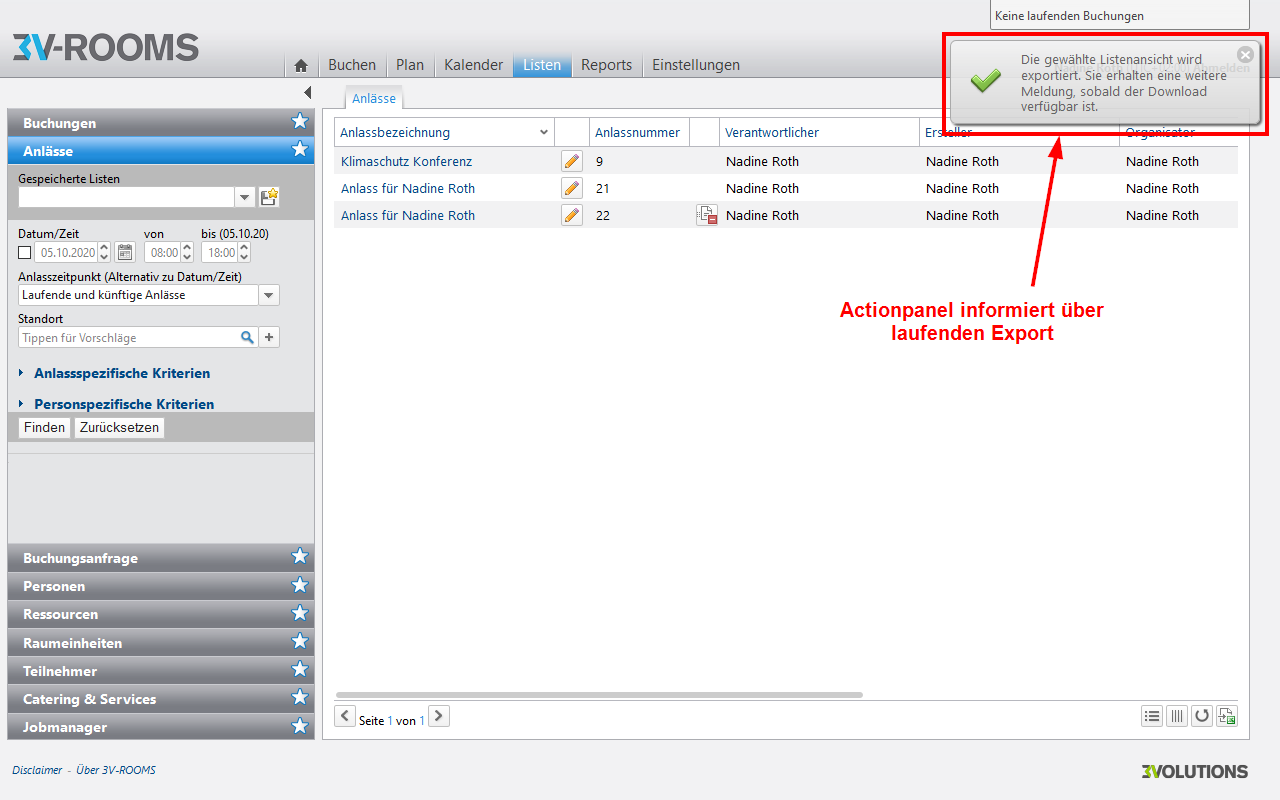 Keine laufenden Buchungen
3V-ROOMS
Buchen
Plan
Kalender
Listen
Reports
Einstellungen
Die gewählte Listenansicht wird
exportiert. Sie erhalten eine weitere
Meldung, sobald der Download
verfügbar ist.
Abmelden
Buchungen
Anlässe
Gespeicherte Listen
Datum/Zeit von bis (05.10.20)
05.10.2020 08:00 18:00
Anlasszeitpunkt (Alternativ zu Datum/Zeit)
Laufende und künftige Anlässe
Standort
Tippen für Vorschläge
Anlassspezifische Kriterien
Personspezifische Kriterien
Finden Zurücksetzen
Buchungsanfrage
Personen
Ressourcen
Raumeinheiten
Teilnehmer
Catering & Services
Jobmanager
Anlässe
Anlassbezeichnung Anlassnummer Verantwortlicher Ersteller Organisator
Klimaschutz Konferenz 9 Nadine Roth Nadine Roth Nadine Roth
Anlass für Nadine Roth 21 Nadine Roth Nadine Roth Nadine Roth
Anlass für Nadine Roth 22 Nadine Roth Nadine Roth Nadine Roth
Actionpanel informiert über
laufenden Export
Seite 1 von 1
Disclaimer - Über 3V-ROOMS
3VOLUTIONS